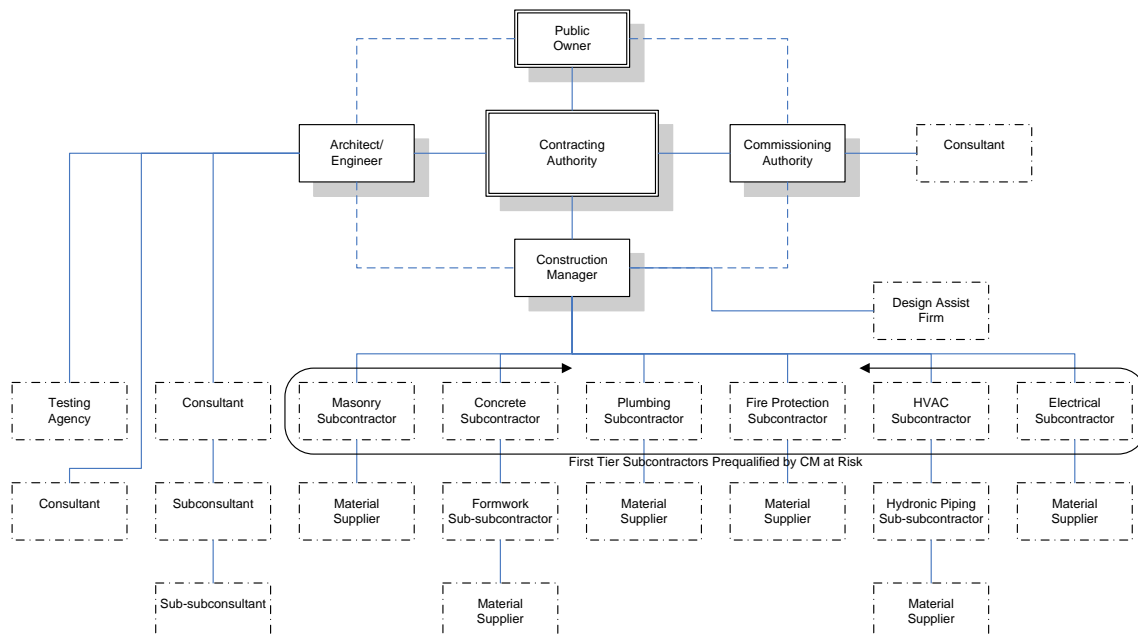 Public
Owner
Architect/
Engineer
Contracting
Authority
Commissioning
Authority
Consultant
Construction
Manager
Design Assist
Firm
Testing
Agency
Consultant
Masonry
Subcontractor
Concrete
Subcontractor
Plumbing
Subcontractor
Fire Protection
Subcontractor
HVAC
Subcontractor
Electrical
Subcontractor
First Tier Subcontractors Prequalified by CM at Risk
Consultant
Subconsultant
Material
Supplier
Formwork
Sub-subcontractor
Material
Supplier
Material
Supplier
Hydronic Piping
Sub-subcontractor
Material
Supplier
Sub-subconsultant
Material
Supplier
Material
Supplier